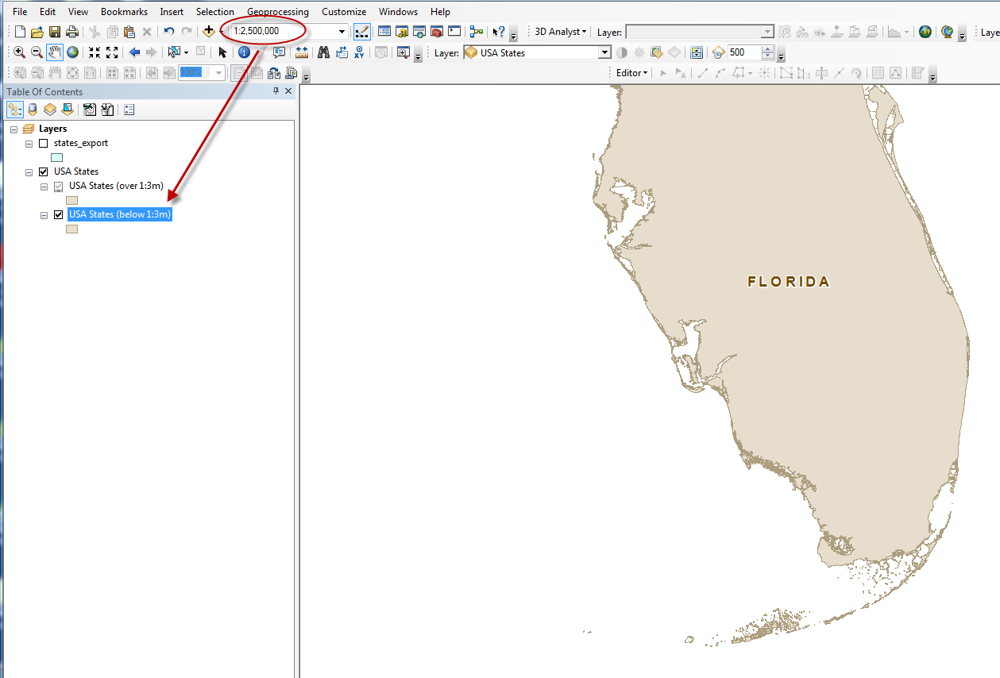 File Edit View Bookmarks Insert Selection Geoprocessing Customize Windows Help
1:2,500,000 3D Analyst Layer: Laye
Layer: USA States 500
100% Editor
Table Of Contents
Layers
states_export
USA States
USA States (over 1:3m)
USA States (below 1:3m)
FLORIDA